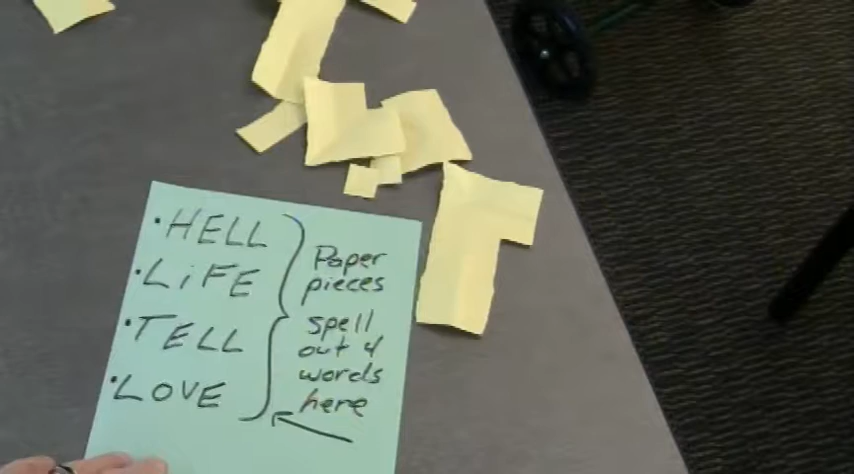 • HELL
• LiFE
• TELL
• LOVE
Paper
pieces
spell
out 4
words
here